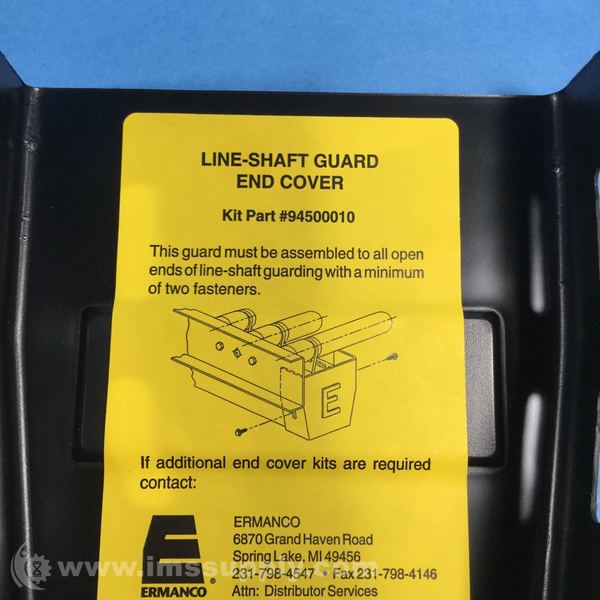 LINE-SHAFT GUARD
END COVER
Kit Part #94500010
This guard must be assembled to all open
ends of line-shaft guarding with a minimum
of two fasteners.
E
If additional end cover kits are required
contact:
ERMANCO
6870 Grand Haven Road
Spring Lake, MI 49456
231-798-4547 • Fax 231-798-4146
Attn: Distributor Services
ERMANCO®
www.imssupply.com